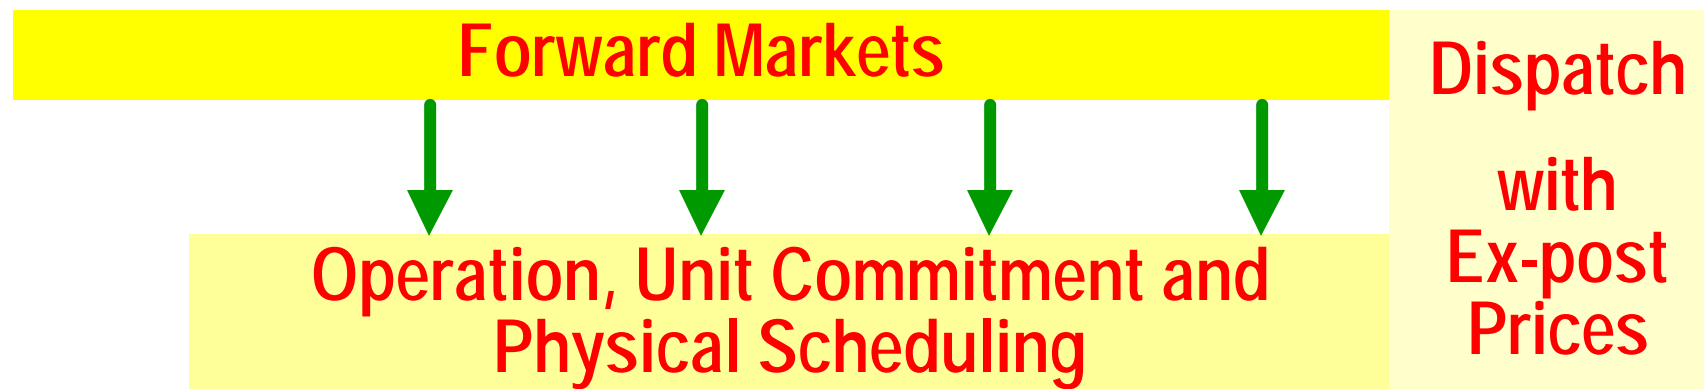 Forward Markets
Operation, Unit Commitment and
Physical Scheduling
Dispatch
with
Ex-post
Prices